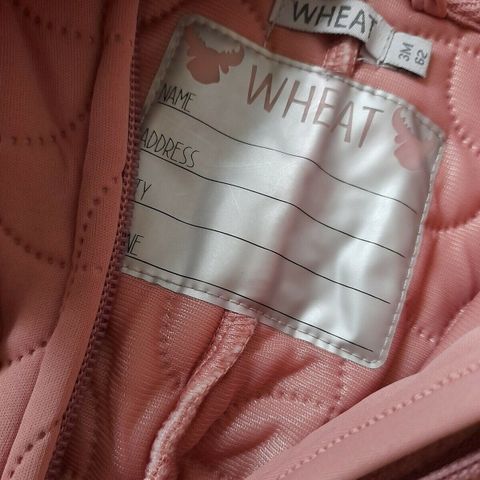 WHEAT
3M
62
WHEAT
NAME
ADDRESS
TY
NE